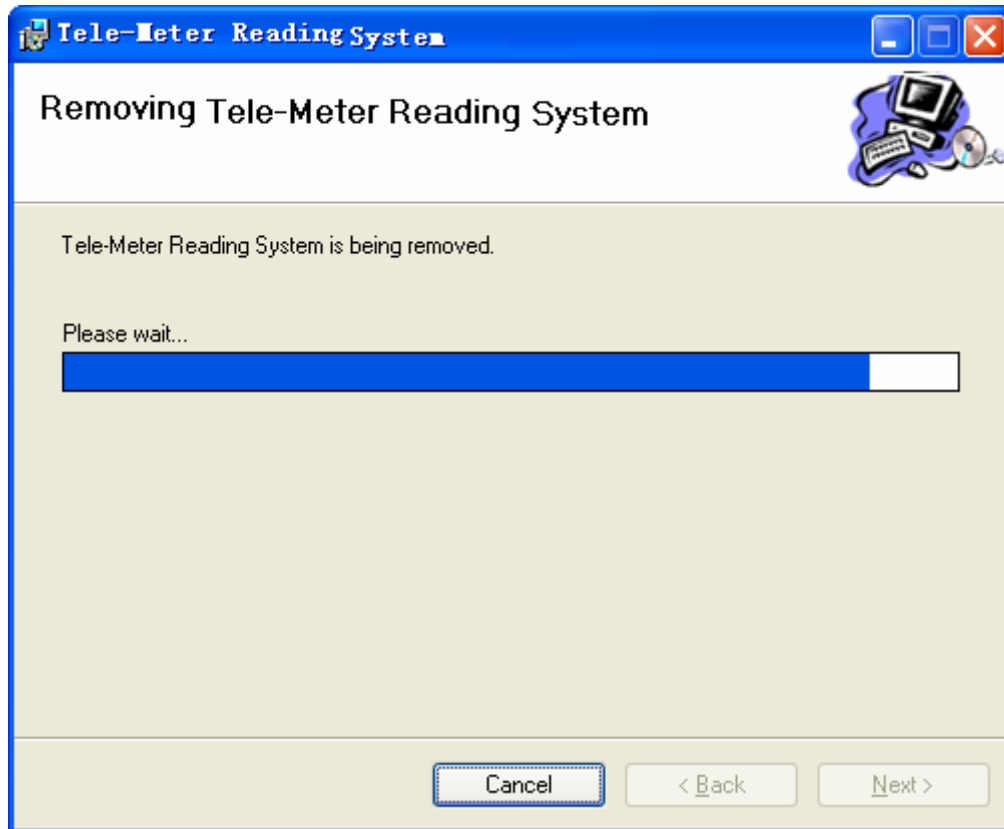 Tele-Meter Reading System
Removing Tele-Meter Reading System
Tele-Meter Reading System is being removed.
Please wait...
Cancel
< Back
Next >